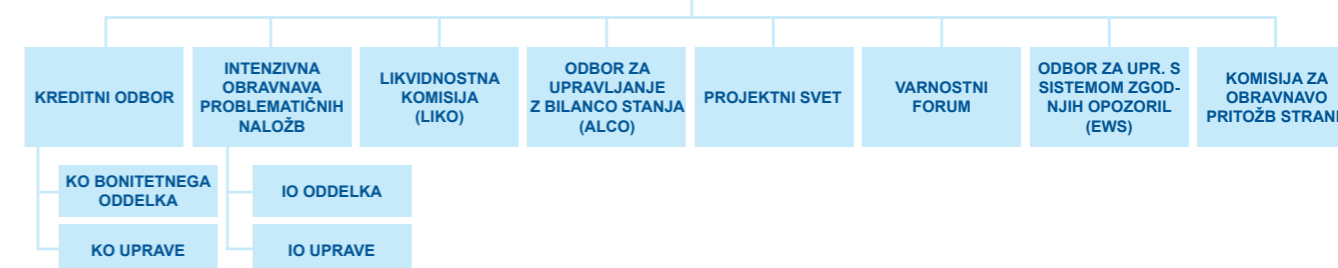 KREDITNI ODBOR
INTENZIVNA
OBRAVNAVA
PROBLEMATIČNIH
NALOŽB
LIKVIDNOSTNA
KOMISIJA
(LIKO)
ODBOR ZA
UPRAVLJANJE
Z BILANCO STANJA
(ALCO)
PROJEKTNI SVET
VARNOSTNI
FORUM
ODBOR ZA UPR. S
SISTEMOM ZGOD-
NJIH OPOZORIL
(EWS)
KOMISIJA ZA
OBRAVNAVO
PRITOŽB STRANK
KO BONITETNEGA
ODDELKA
KO UPRAVE
IO ODDELKA
IO UPRAVE